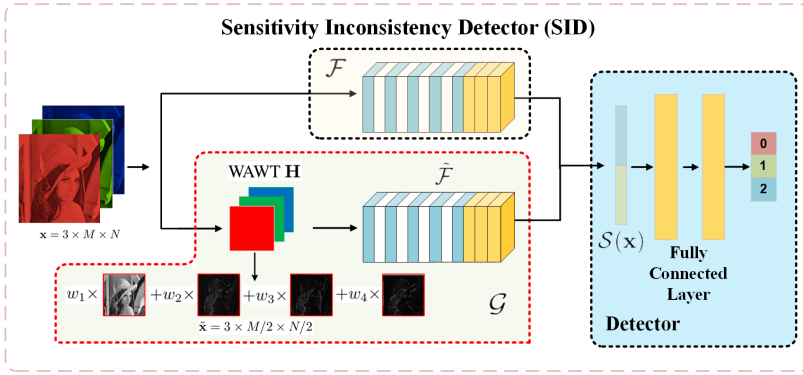 Sensitivity Inconsistency Detector (SID)
ℱ
WAWT H
ℱ̂
x = 3 × M × N
w₁× +w₂× +w₃× +w₄×
x̃ = 3 × M/2 × N/2
𝒢
𝒮(x)
0
1
2
Fully
Connected
Layer
Detector